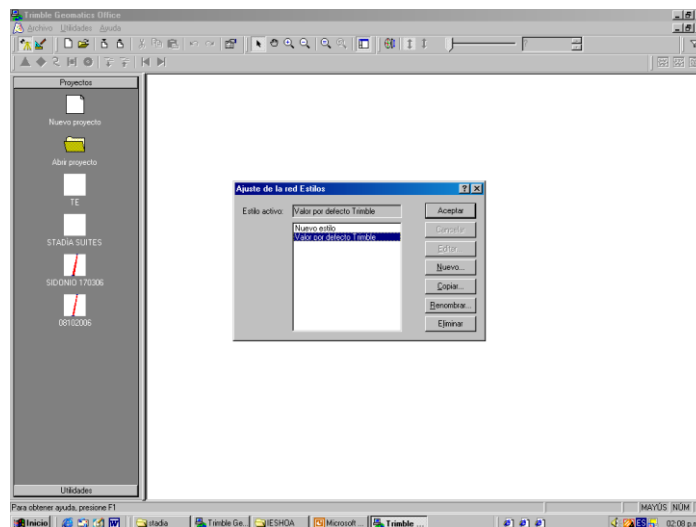 Trimble Geomatics Office
Archivo Utilidades Ayuda
Proyectos
Nuevo proyecto
Abrir proyecto
TE
STADIA SUITES
SIDONIO 170306
08102006
Utilidades
Ajuste de la red Estilos
Estilo activo: Valor por defecto Trimble
Nuevo estilo
Valor por defecto Trimble
Aceptar
Cancelar
Editar...
Nuevo...
Copiar...
Renombrar...
Eliminar
Para obtener ayuda, presione F1
MAYÚS NÚM
Inicio
stadia
Trimble Ge...
IESHOA
Microsoft ...
Trimble ...
ES